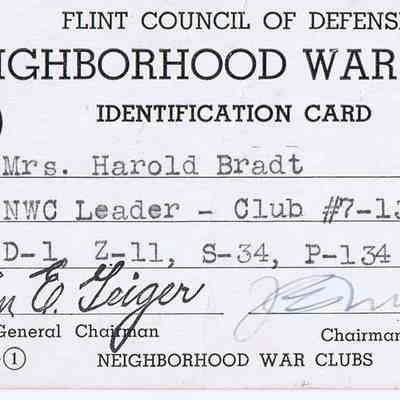 FLINT COUNCIL OF DEFENS
IGHBORHOOD WAR
IDENTIFICATION CARD
Mrs. Harold Bradt
NWC Leader - Club #7-13
D-1 Z-11, S-34, P-134
E. Geiger
General Chairman Chairman
1 NEIGHBORHOOD WAR CLUBS